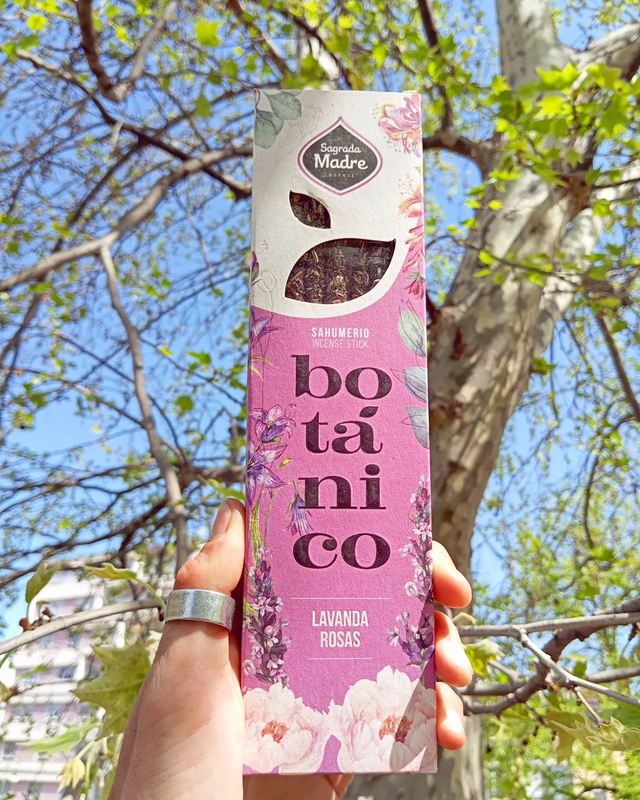 Sagrada
Madre
INCENSE
SAHUMERIO
INCENSE STICK
bo
tá
ni
co
LAVANDA
ROSAS